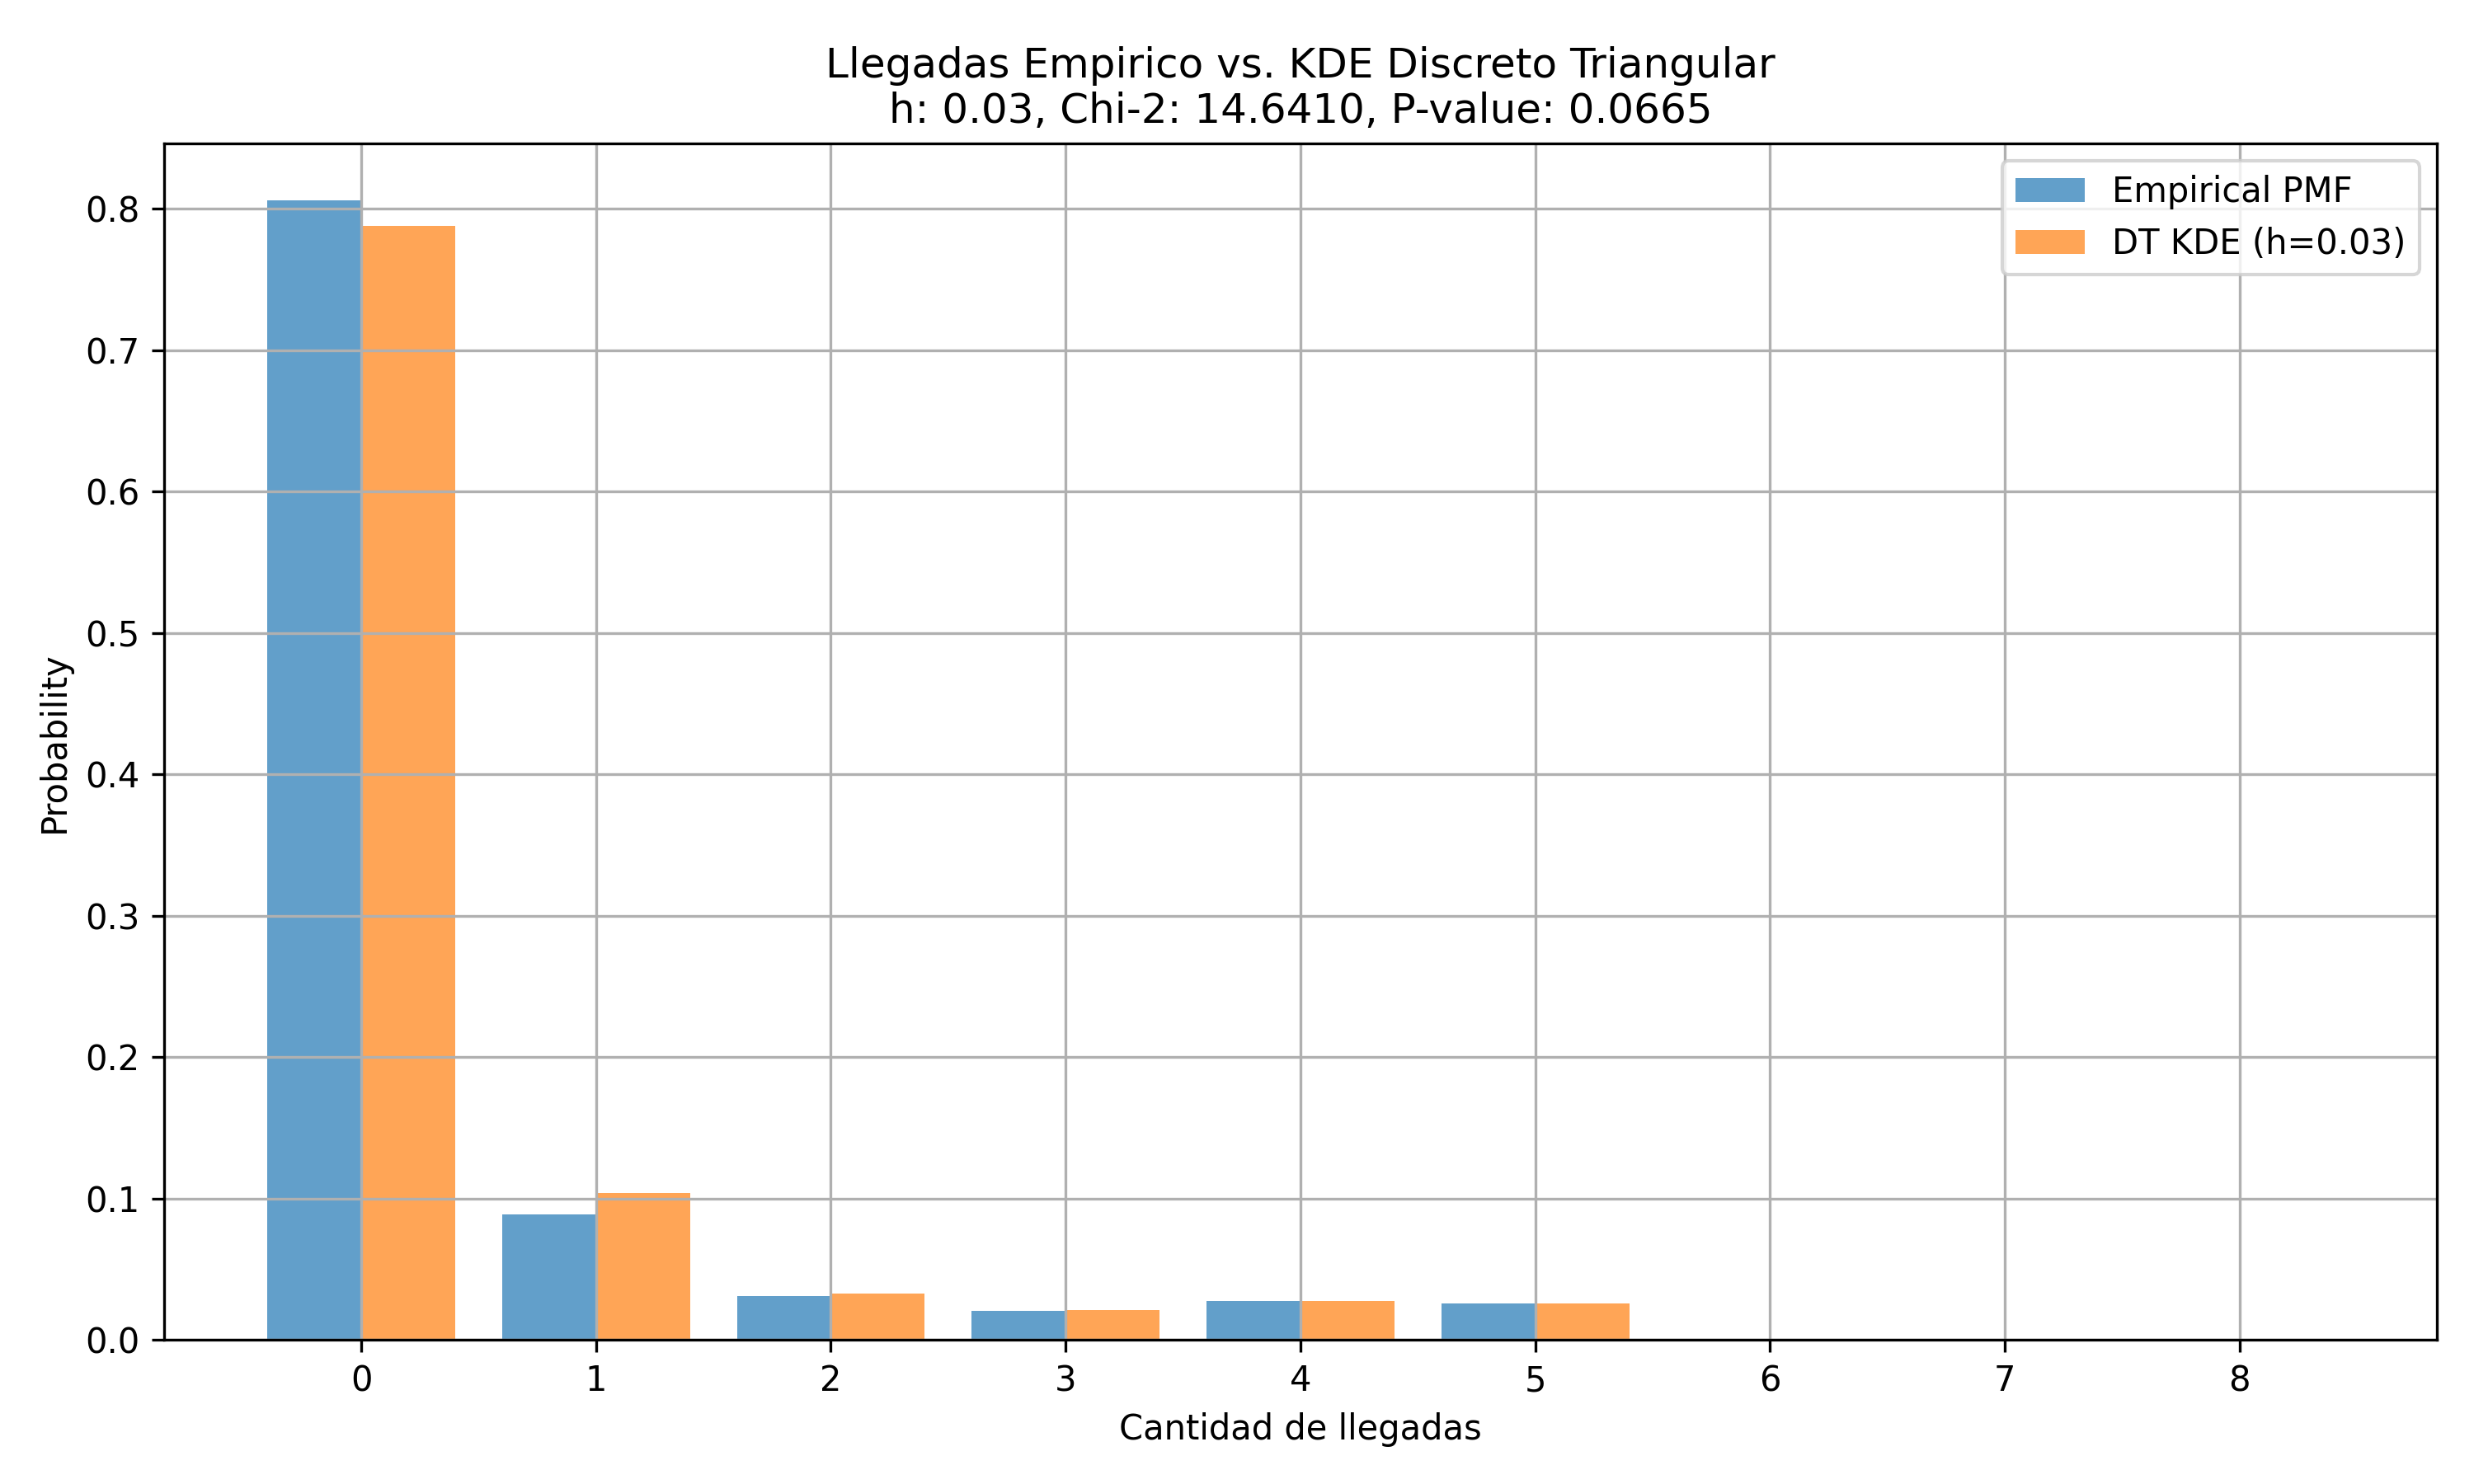 Llegadas Empirico vs. KDE Discreto Triangular
h: 0.03, Chi-2: 14.6410, P-value: 0.0665
Empirical PMF
DT KDE (h=0.03)
Probability
0.8
0.7
0.6
0.5
0.4
0.3
0.2
0.1
0.0
0 1 2 3 4 5 6 7 8
Cantidad de llegadas